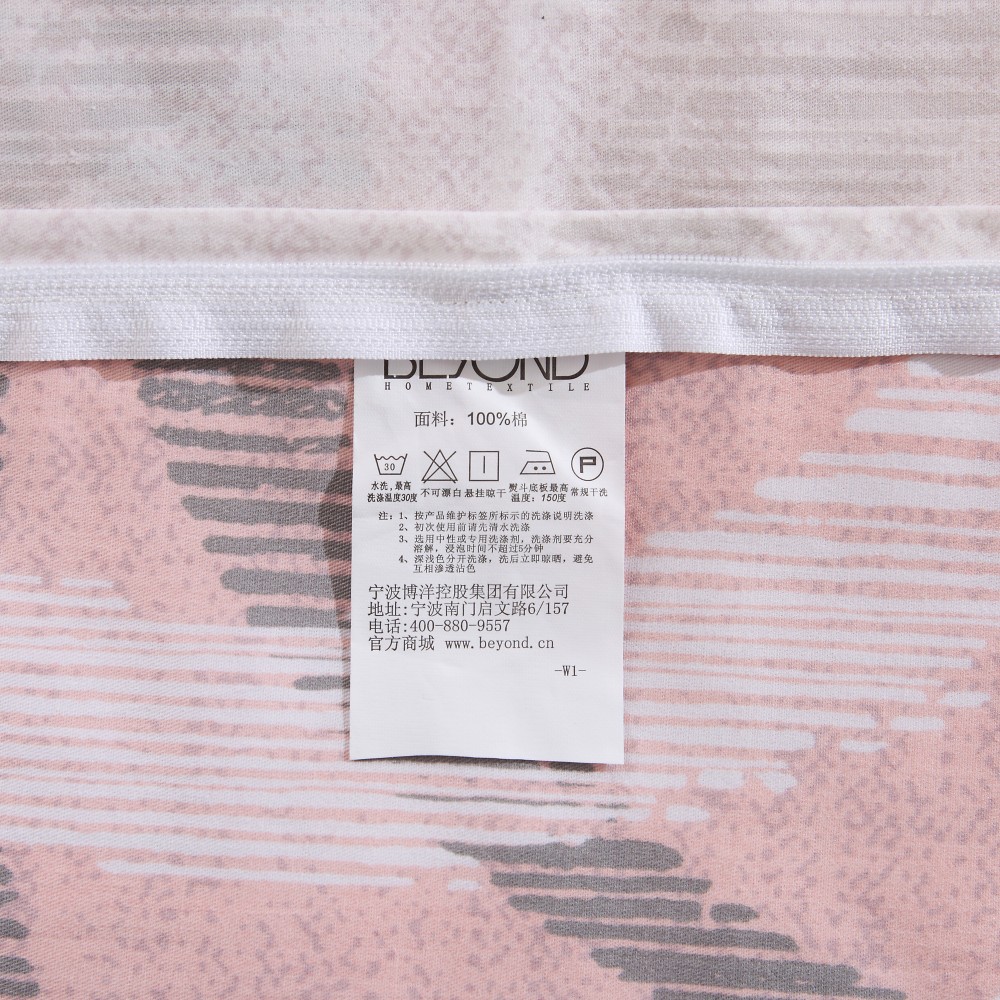 BEYOND
HOMETEXTILE
面料：100%棉
30
P
水洗,最高
洗涤温度30度
不可漂白
悬挂晾干
熨斗底板最高
温度：150度
常规干洗
注：1、按产品维护标签所标示的洗涤说明洗涤
2、初次使用前请先清水洗涤
3、选用中性或专用洗涤剂，洗涤剂要充分
溶解，浸泡时间不超过5分钟
4、深浅色分开洗涤，洗后立即晾晒，避免
互相渗透沾色
宁波博洋控股集团有限公司
地址:宁波南门启文路6/157
电话:400-880-9557
官方商城 www.beyond.cn
-W1-